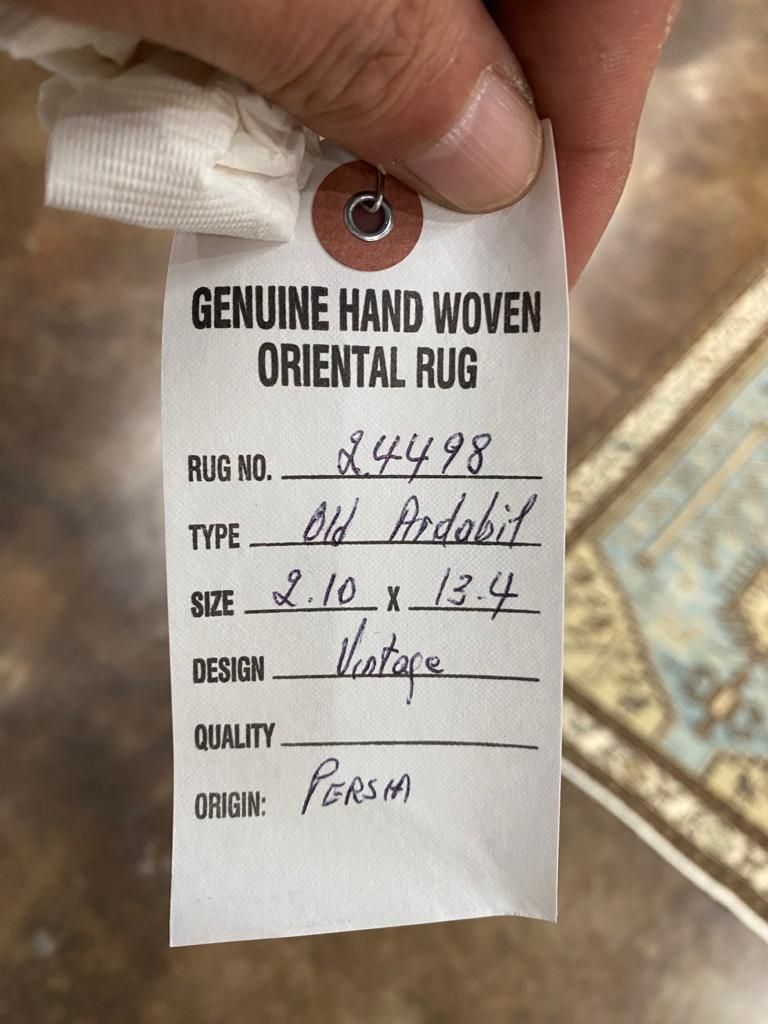 GENUINE HAND WOVEN
ORIENTAL RUG
RUG NO. 24498
TYPE Old Ardabil
SIZE 2.10 X 13.4
DESIGN Vintage
QUALITY
ORIGIN: PERSIA